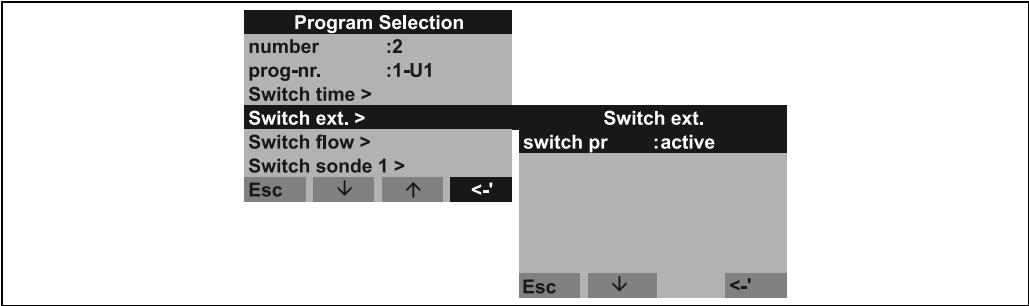 Program Selection
number :2
prog-nr. :1-U1
Switch time >
Switch ext. >
Switch flow >
Switch sonde 1 >
Esc ↓ ↑ <-'
Switch ext.
switch pr :active
Esc ↓ <-'